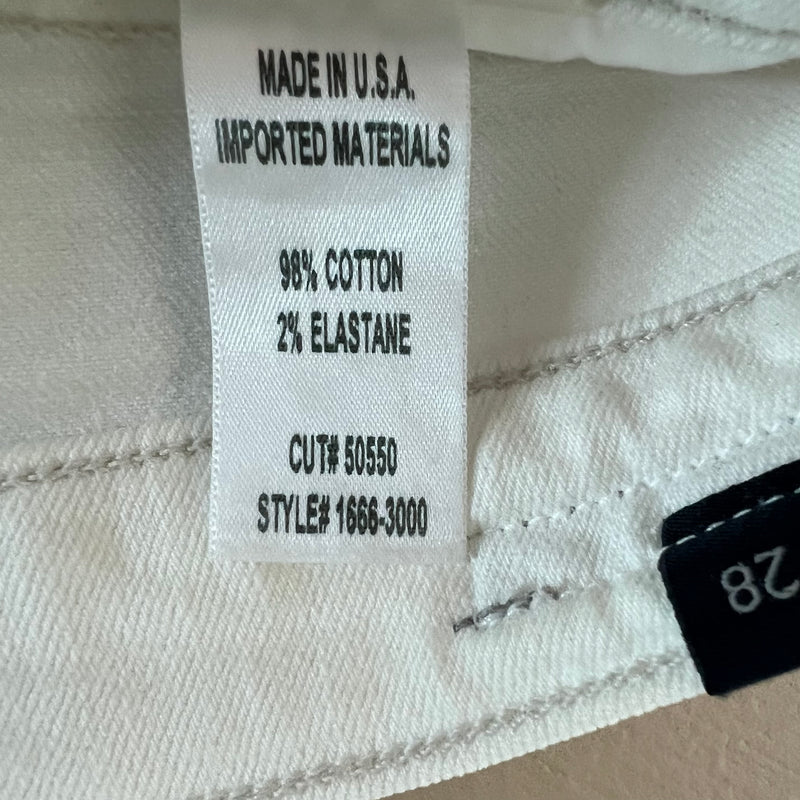 MADE IN U.S.A.
IMPORTED MATERIALS
98% COTTON
2% ELASTANE
CUT# 50550
STYLE# 1666-3000
28